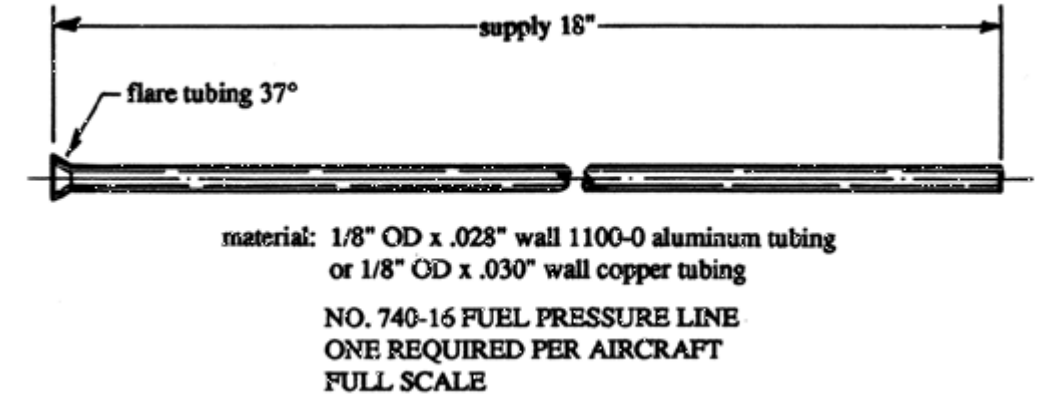 supply 18"
flare tubing 37°
material: 1/8" OD x .028" wall 1100-0 aluminum tubing
or 1/8" OD x .030" wall copper tubing
NO. 740-16 FUEL PRESSURE LINE
ONE REQUIRED PER AIRCRAFT
FULL SCALE